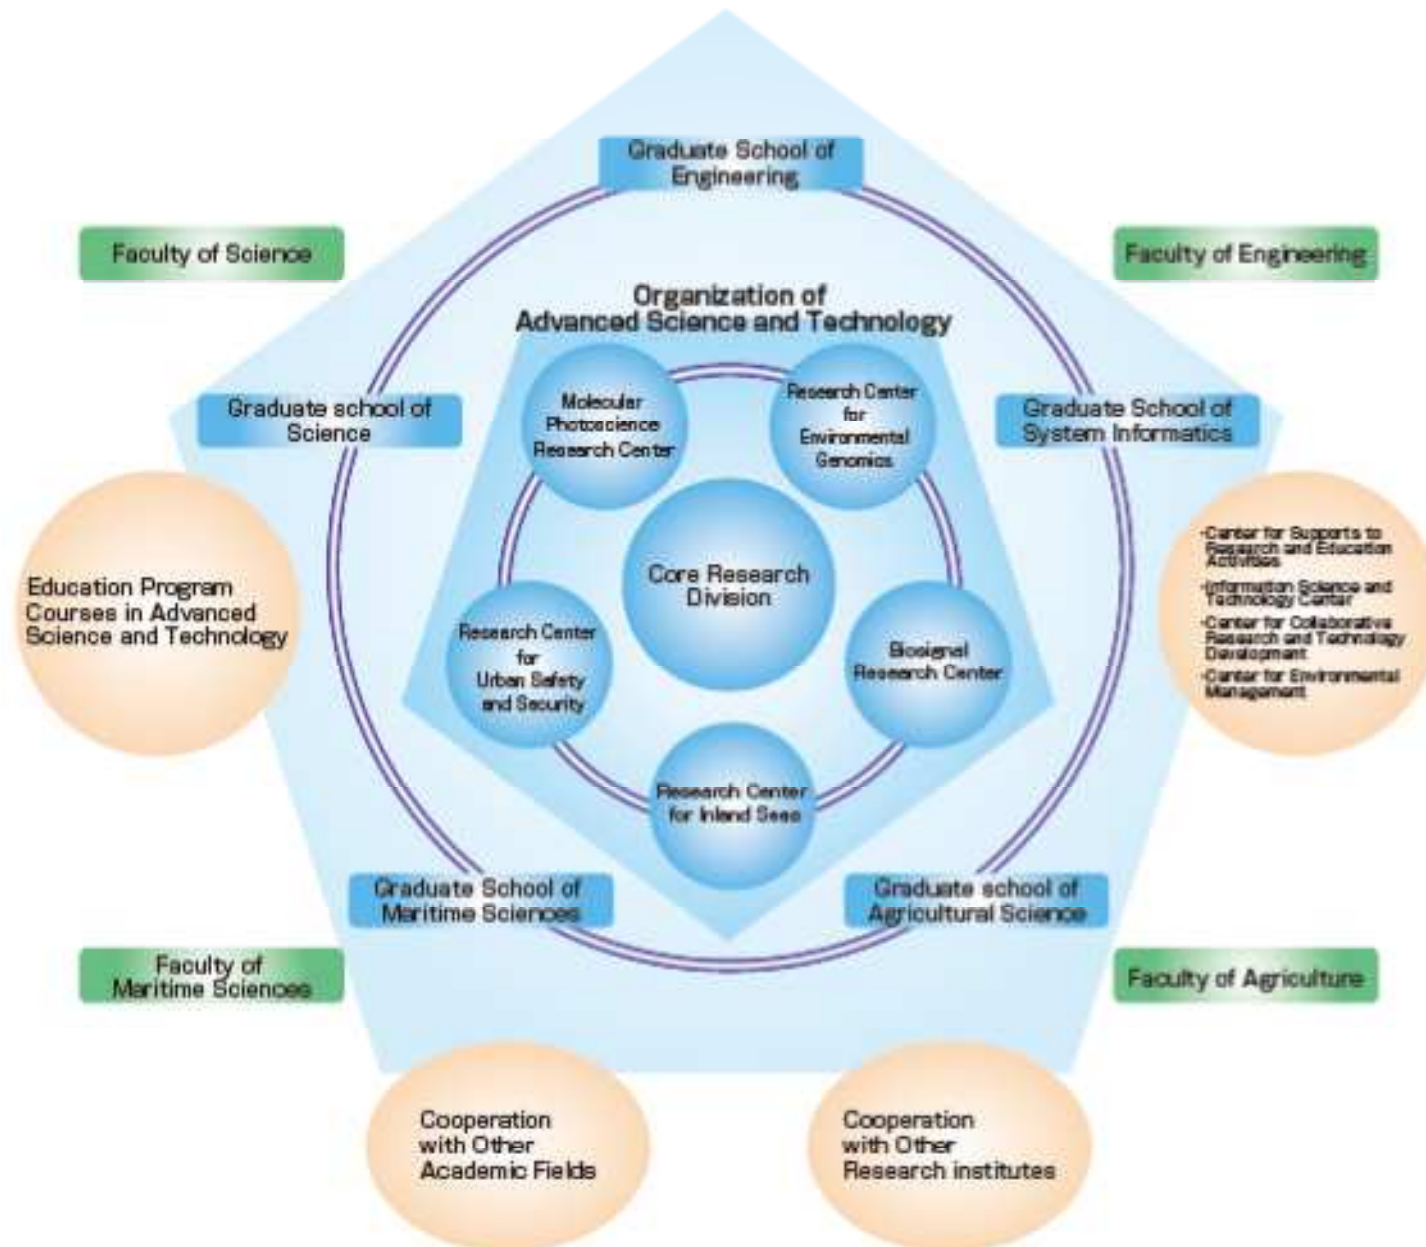 Graduate School of
Engineering
Faculty of Science
Faculty of Engineering
Organization of
Advanced Science and Technology
Graduate school of
Science
Molecular
Photoscience
Research Center
Research Center
for
Environmental
Genomics
Graduate School of
System Informatics
Education Program
Courses in Advanced
Science and Technology
Core Research
Division
·Center for Supports to
Research and Education
Activities
·Information Science and
Technology Center
·Center for Collaborative
Research and Technology
Development
·Center for Environmental
Management
Research Center
for
Urban Safety
and Security
Biosignal
Research Center
Research Center
for Inland Seas
Graduate School of
Maritime Sciences
Graduate school of
Agricultural Science
Faculty of
Maritime Sciences
Faculty of Agriculture
Cooperation
with Other
Academic Fields
Cooperation
with Other
Research institutes